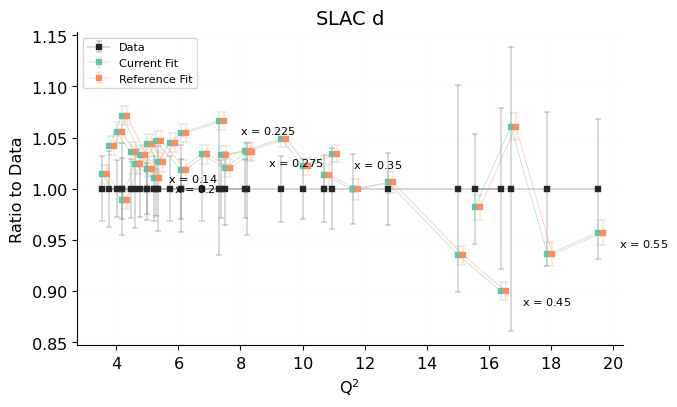 SLAC d
Data
Current Fit
Reference Fit
Ratio to Data
1.15
1.10
1.05
1.00
0.95
0.90
0.85
x = 0.225
x = 0.275
x = 0.35
x = 0.14
x = 0.2
x = 0.55
x = 0.45
4 6 8 10 12 14 16 18 20
Q²